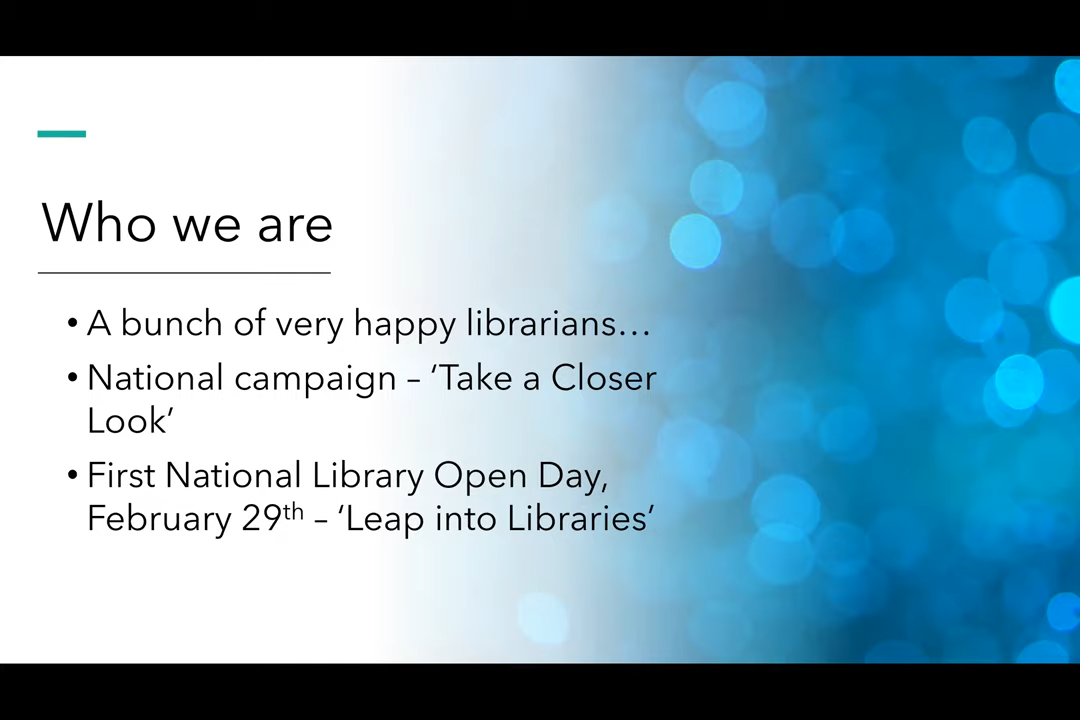 Who we are
• A bunch of very happy librarians…
• National campaign – ‘Take a Closer
Look’
• First National Library Open Day,
February 29th – ‘Leap into Libraries’